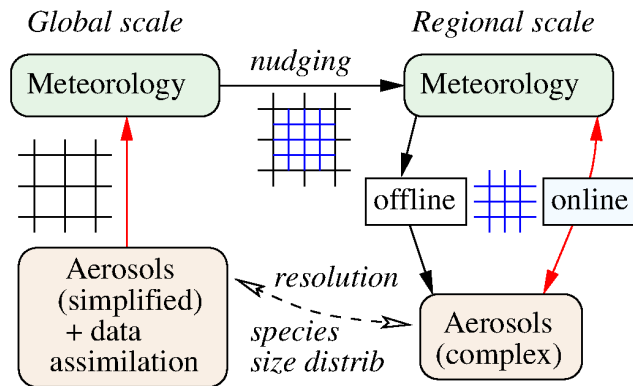 Global scale
Regional scale
Meteorology
nudging
Meteorology
offline
online
Aerosols
(simplified)
+ data
assimilation
resolution
species
size distrib
Aerosols
(complex)